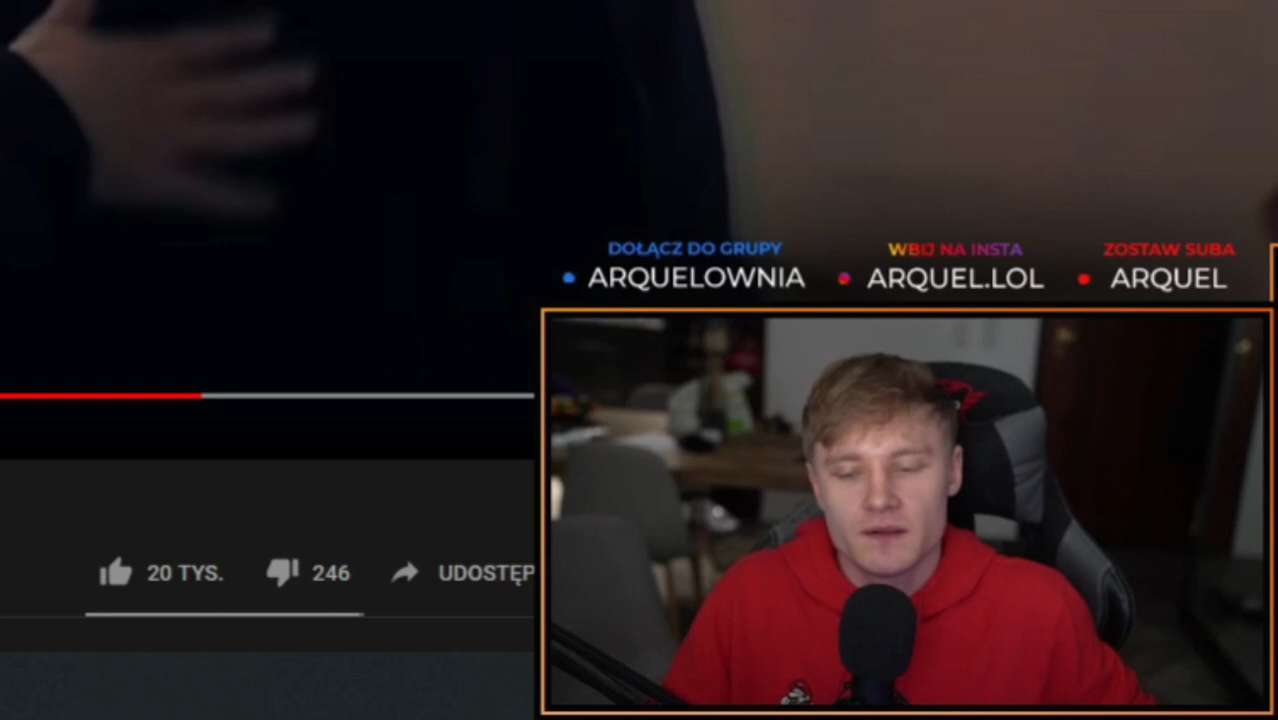 DOŁĄCZ DO GRUPY WBIJ NA INSTA ZOSTAW SUBA
ARQUELOWNIA ARQUEL.LOL ARQUEL
20 TYS. 246 UDOSTĘP